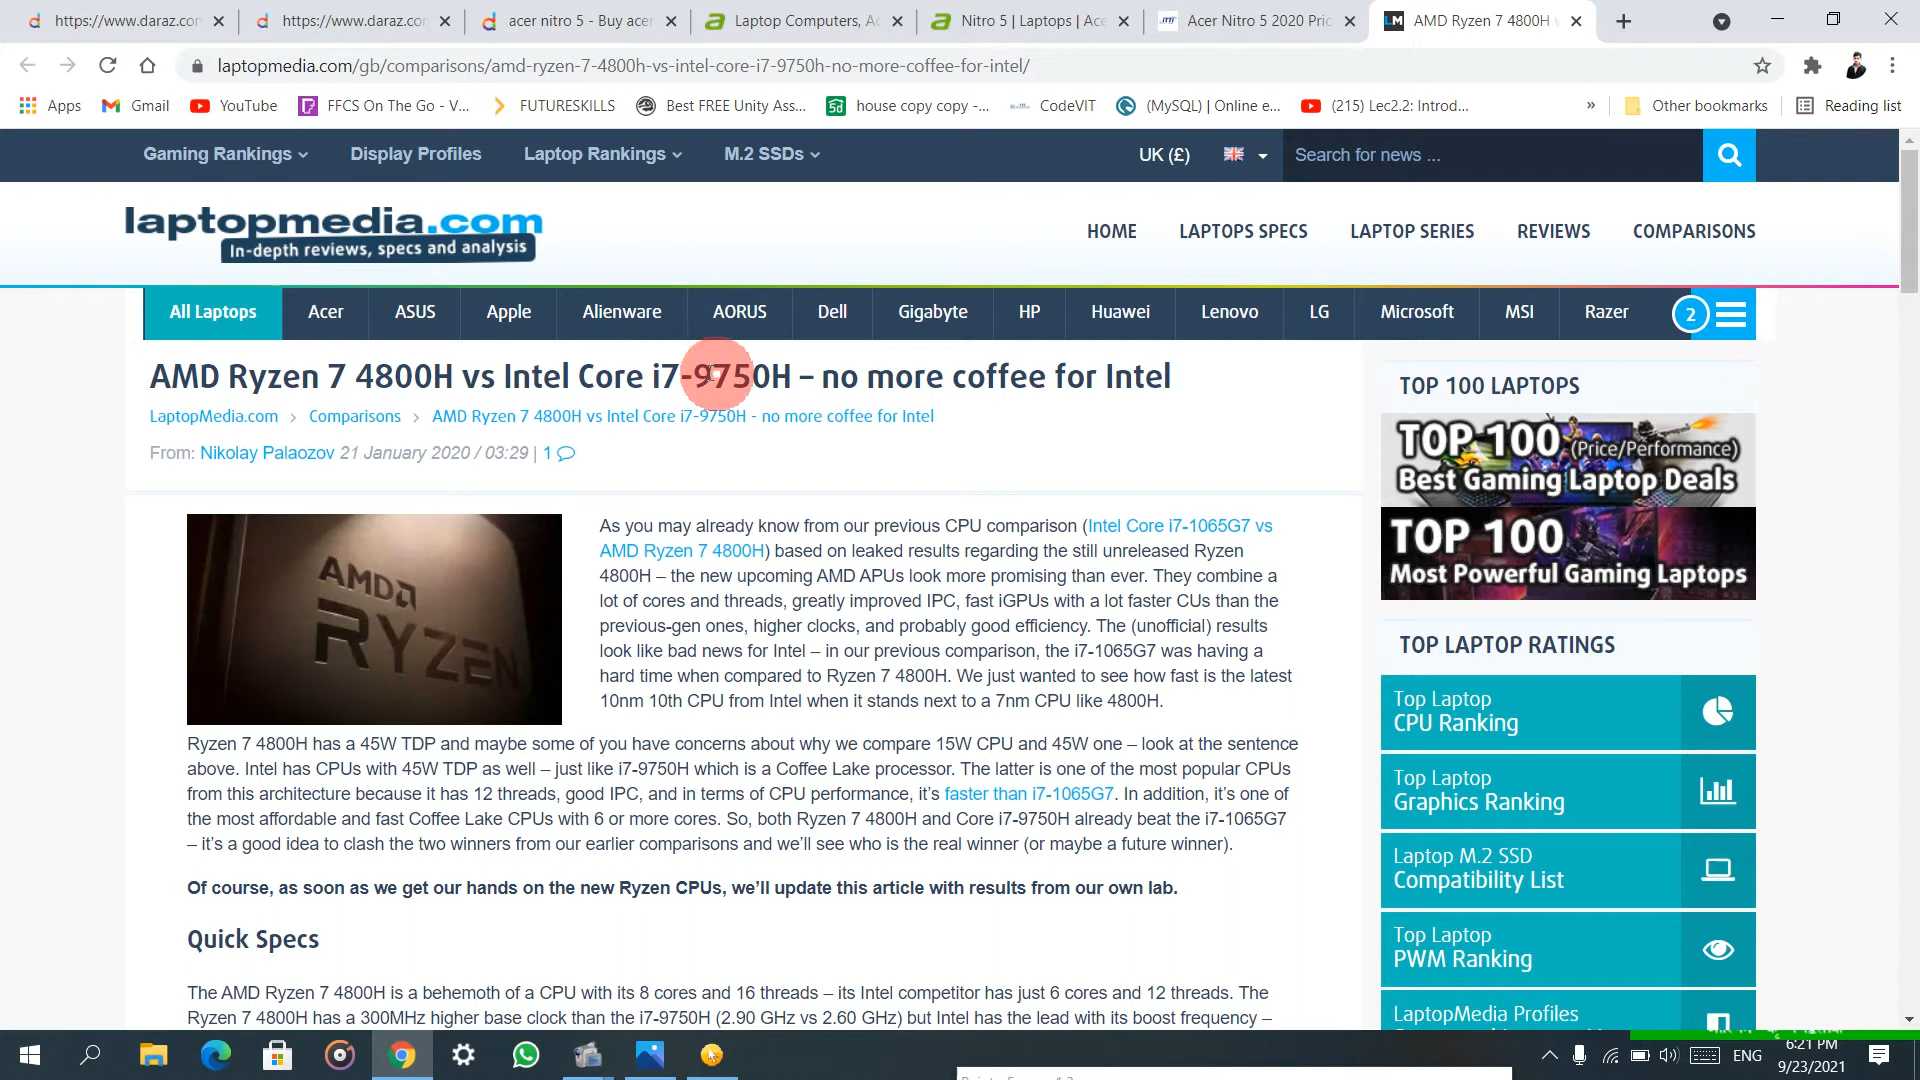 https://www.daraz.con
https://www.daraz.con
acer nitro 5 - Buy acer
Laptop Computers, Ac
Nitro 5 | Laptops | Ace
Acer Nitro 5 2020 Pric
AMD Ryzen 7 4800H v
laptopmedia.com/gb/comparisons/amd-ryzen-7-4800h-vs-intel-core-i7-9750h-no-more-coffee-for-intel/
Apps
Gmail
YouTube
FFCS On The Go - V...
FUTURESKILLS
Best FREE Unity Ass...
house copy copy -...
CodeVIT
(MySQL) | Online e...
(215) Lec2.2: Introd...
»
Other bookmarks
Reading list
Gaming Rankings
Display Profiles
Laptop Rankings
M.2 SSDs
UK (£)
Search for news ...
laptopmedia.com
In-depth reviews, specs and analysis
HOME
LAPTOPS SPECS
LAPTOP SERIES
REVIEWS
COMPARISONS
All Laptops
Acer
ASUS
Apple
Alienware
AORUS
Dell
Gigabyte
HP
Huawei
Lenovo
LG
Microsoft
MSI
Razer
2
AMD Ryzen 7 4800H vs Intel Core i7-9750H – no more coffee for Intel
LaptopMedia.com > Comparisons > AMD Ryzen 7 4800H vs Intel Core i7-9750H - no more coffee for Intel
From: Nikolay Palaozov 21 January 2020 / 03:29 | 1
AMD
RYZEN
As you may already know from our previous CPU comparison (Intel Core i7-1065G7 vs
AMD Ryzen 7 4800H) based on leaked results regarding the still unreleased Ryzen
4800H – the new upcoming AMD APUs look more promising than ever. They combine a
lot of cores and threads, greatly improved IPC, fast iGPUs with a lot faster CUs than the
previous-gen ones, higher clocks, and probably good efficiency. The (unofficial) results
look like bad news for Intel – in our previous comparison, the i7-1065G7 was having a
hard time when compared to Ryzen 7 4800H. We just wanted to see how fast is the latest
10nm 10th CPU from Intel when it stands next to a 7nm CPU like 4800H.
Ryzen 7 4800H has a 45W TDP and maybe some of you have concerns about why we compare 15W CPU and 45W one – look at the sentence
above. Intel has CPUs with 45W TDP as well – just like i7-9750H which is a Coffee Lake processor. The latter is one of the most popular CPUs
from this architecture because it has 12 threads, good IPC, and in terms of CPU performance, it's faster than i7-1065G7. In addition, it's one of
the most affordable and fast Coffee Lake CPUs with 6 or more cores. So, both Ryzen 7 4800H and Core i7-9750H already beat the i7-1065G7
– it's a good idea to clash the two winners from our earlier comparisons and we'll see who is the real winner (or maybe a future winner).
Of course, as soon as we get our hands on the new Ryzen CPUs, we'll update this article with results from our own lab.
Quick Specs
The AMD Ryzen 7 4800H is a behemoth of a CPU with its 8 cores and 16 threads – its Intel competitor has just 6 cores and 12 threads. The
Ryzen 7 4800H has a 300MHz higher base clock than the i7-9750H (2.90 GHz vs 2.60 GHz) but Intel has the lead with its boost frequency –
TOP 100 LAPTOPS
TOP 100 (Price/Performance)
Best Gaming Laptop Deals
TOP 100
Most Powerful Gaming Laptops
TOP LAPTOP RATINGS
Top Laptop
CPU Ranking
Top Laptop
Graphics Ranking
Laptop M.2 SSD
Compatibility List
Top Laptop
PWM Ranking
LaptopMedia Profiles
ENG
6:21 PM
9/23/2021